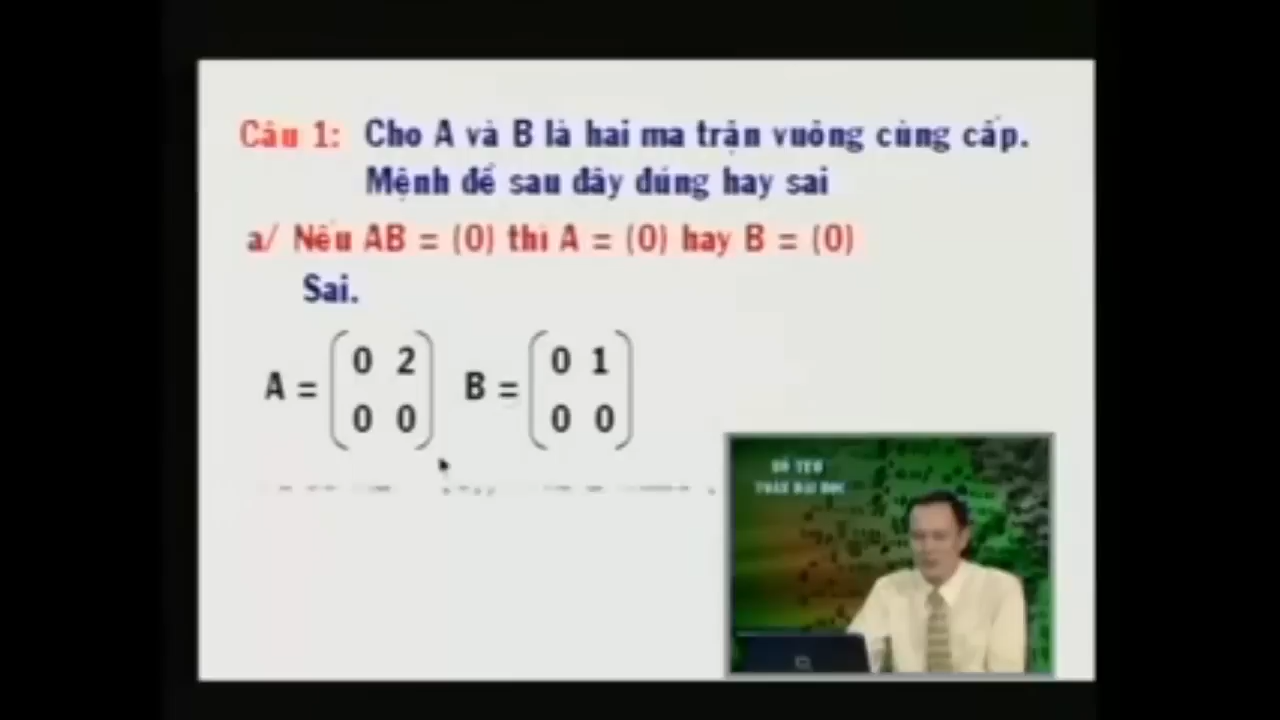 Câu 1: Cho A và B là hai ma trận vuông cùng cấp.
Mệnh đề sau đây đúng hay sai
a/ Nếu AB = (0) thì A = (0) hay B = (0)
Sai.
A = (0 2 B = (0 1
0 0) 0 0)